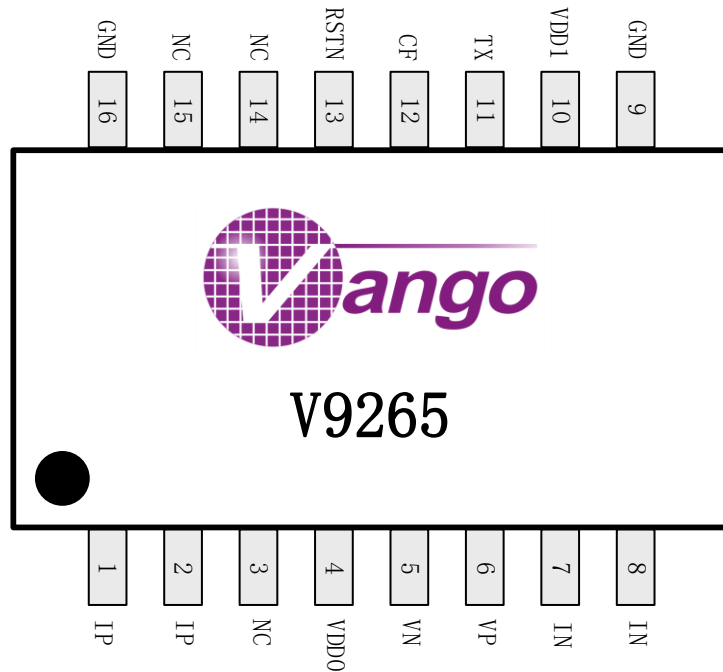 GND NC NC RSTN CF TX VDD1 GND
16 15 14 13 12 11 10 9
Vango
V9265
1 2 3 4 5 6 7 8
IP IP NC VDD0 VN VP IN IN